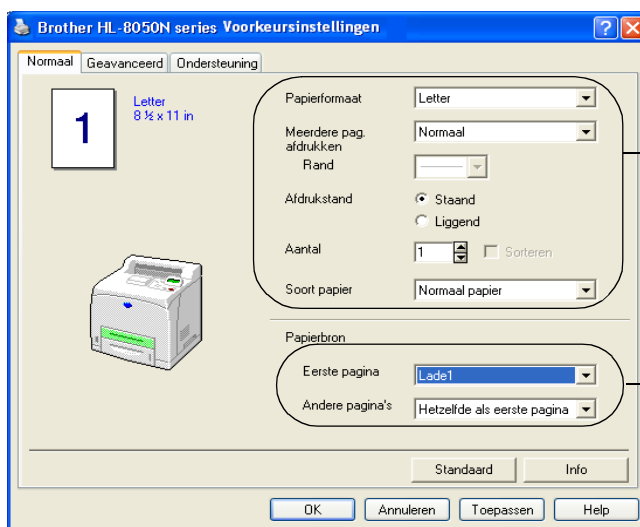 Brother HL-8050N series Voorkeursinstellingen
Normaal Geavanceerd Ondersteuning
1
Letter
8 ½ x 11 in
Papierformaat Letter
Meerdere pag. afdrukken Normaal
Rand
Afdrukstand Staand
Liggend
Aantal 1 Sorteren
Soort papier Normaal papier
Papierbron
Eerste pagina Lade1
Andere pagina's Hetzelfde als eerste pagina
Standaard Info
OK Annuleren Toepassen Help